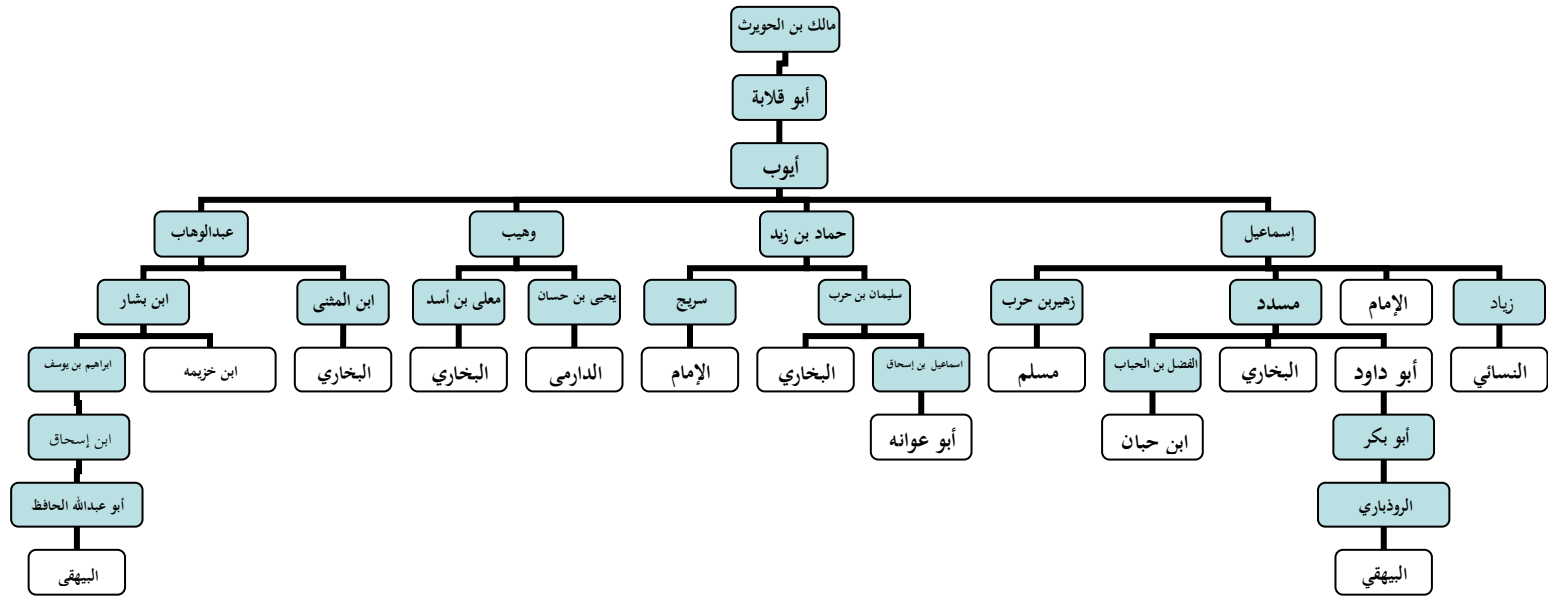 مالك بن الحويرث
أبو قلابة
أيوب
إسماعيل
حماد بن زيد
وهيب
عبدالوهاب
زياد
الإمام
مسدد
زهيربن حرب
سليمان بن حرب
سريج
يحيى بن حسان
معلى بن أسد
ابن المثنى
ابن بشار
النسائي
أبو داود
البخاري
الفضل بن الحباب
مسلم
اسماعيل بن إسحاق
البخاري
الإمام
الدارمى
البخاري
البخاري
ابن خزيمه
ابراهيم بن يوسف
أبو بكر
ابن حبان
أبو عوانه
ابن إسحاق
الروذباري
أبو عبدالله الحافظ
البيهقي
البيهقى